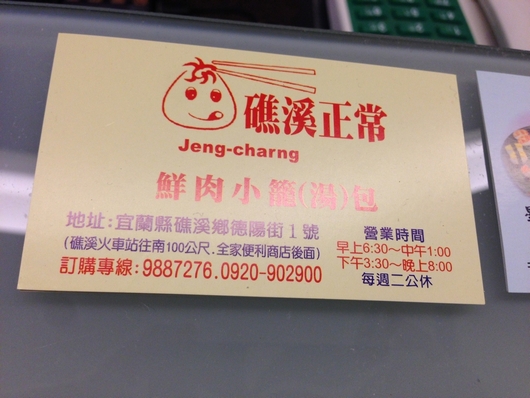 礁溪正常
Jeng-charng
鮮肉小籠(湯)包
地址:宜蘭縣礁溪鄉德陽街1號
(礁溪火車站往南100公尺.全家便利商店後面)
訂購專線:9887276.0920-902900
營業時間
早上6:30~中午1:00
下午3:30~晚上8:00
每週二公休